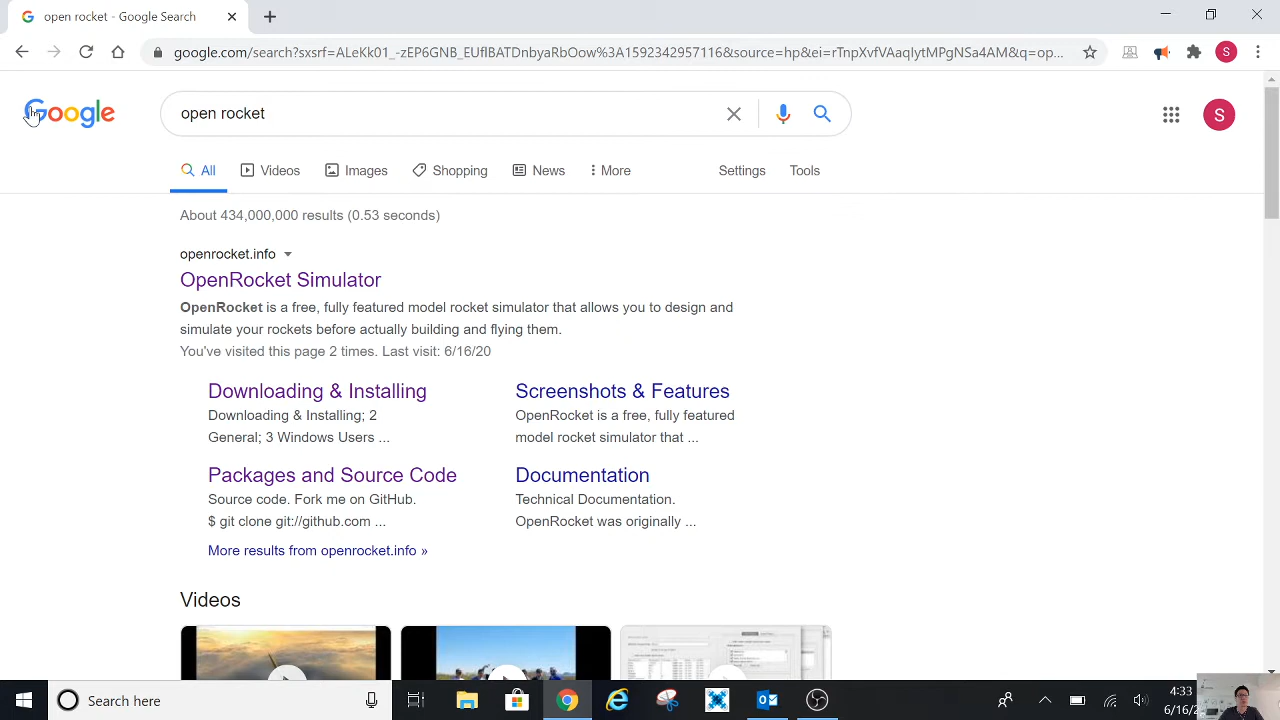 open rocket - Google Search
google.com/search?sxsrf=ALeKk01_-zEP6GNB_EUflBATDtbyaRbOow%3A1592342957116&source=hp&ei=rTnpXvfVAaqIytMPgNSa4AM&q=op...
S
Google
open rocket
S
All
Videos
Images
Shopping
News
More
Settings
Tools
About 434,000,000 results (0.53 seconds)
openrocket.info
OpenRocket Simulator
OpenRocket is a free, fully featured model rocket simulator that allows you to design and
simulate your rockets before actually building and flying them.
You've visited this page 2 times. Last visit: 6/16/20
Downloading & Installing
Downloading & Installing; 2
General; 3 Windows Users ...
Screenshots & Features
OpenRocket is a free, fully featured
model rocket simulator that ...
Packages and Source Code
Source code. Fork me on GitHub.
$ git clone git://github.com ...
Documentation
Technical Documentation.
OpenRocket was originally ...
More results from openrocket.info »
Videos
Search here
4:33